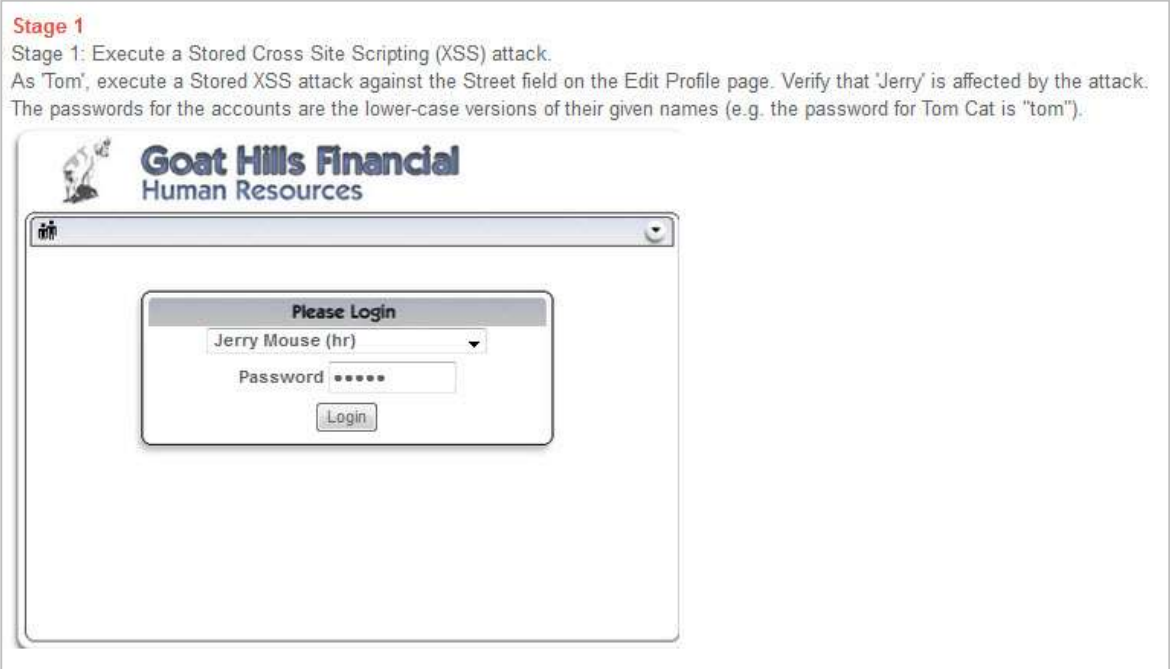 Stage 1
Stage 1: Execute a Stored Cross Site Scripting (XSS) attack.
As 'Tom', execute a Stored XSS attack against the Street field on the Edit Profile page. Verify that 'Jerry' is affected by the attack.
The passwords for the accounts are the lower-case versions of their given names (e.g. the password for Tom Cat is "tom").
Goat Hills Financial
Human Resources
Please Login
Jerry Mouse (hr)
Password •••••
Login